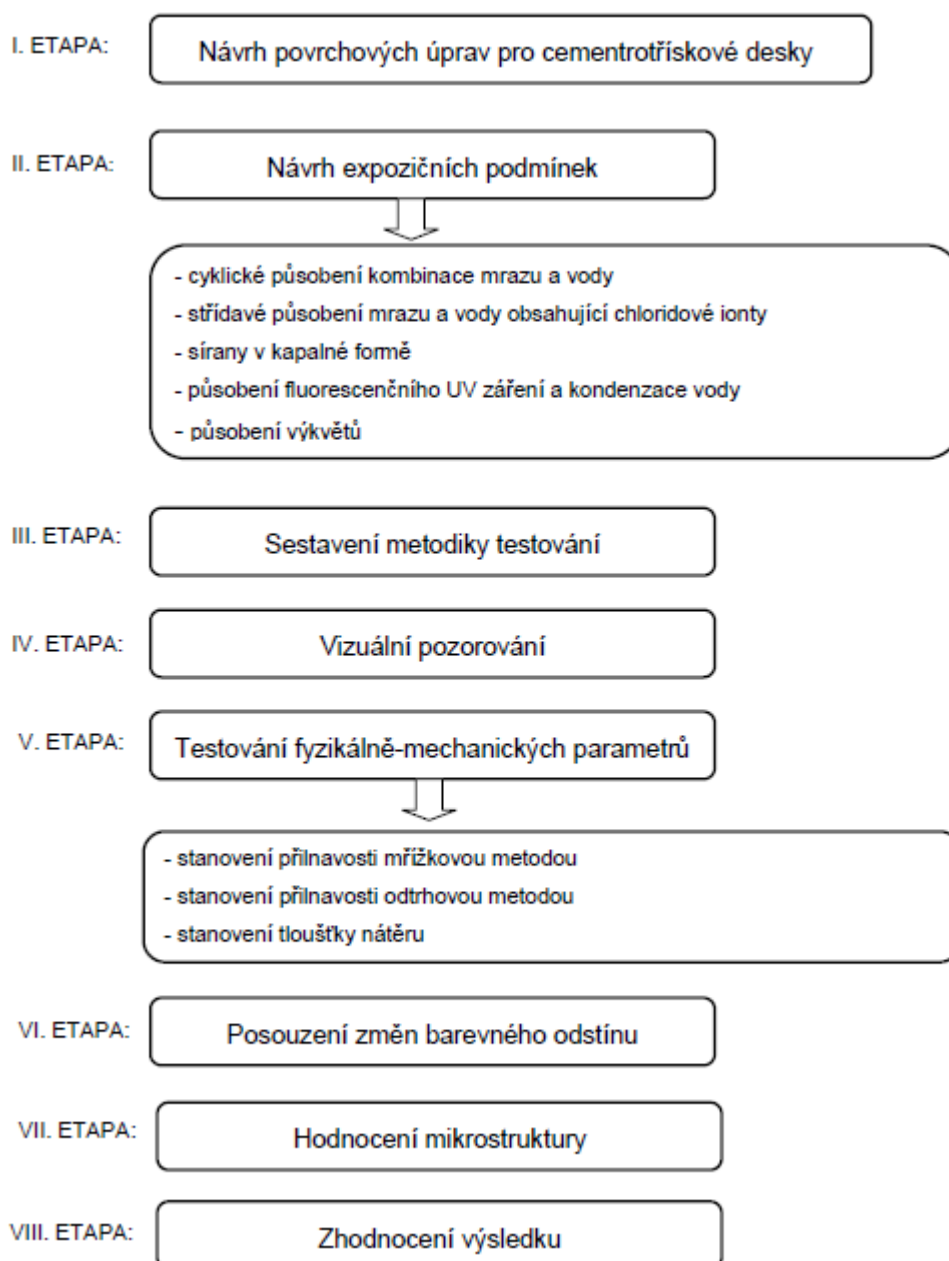 I. ETAPA: Návrh povrchových úprav pro cementotřískové desky
II. ETAPA: Návrh expozičních podmínek
- cyklické působení kombinace mrazu a vody
- střídavé působení mrazu a vody obsahující chloridové ionty
- sírany v kapalné formě
- působení fluorescenčního UV záření a kondenzace vody
- působení výkvětů
III. ETAPA: Sestavení metodiky testování
IV. ETAPA: Vizuální pozorování
V. ETAPA: Testování fyzikálně-mechanických parametrů
- stanovení přilnavosti mřížkovou metodou
- stanovení přilnavosti odtrhovou metodou
- stanovení tloušťky nátěru
VI. ETAPA: Posouzení změn barevného odstínu
VII. ETAPA: Hodnocení mikrostruktury
VIII. ETAPA: Zhodnocení výsledku